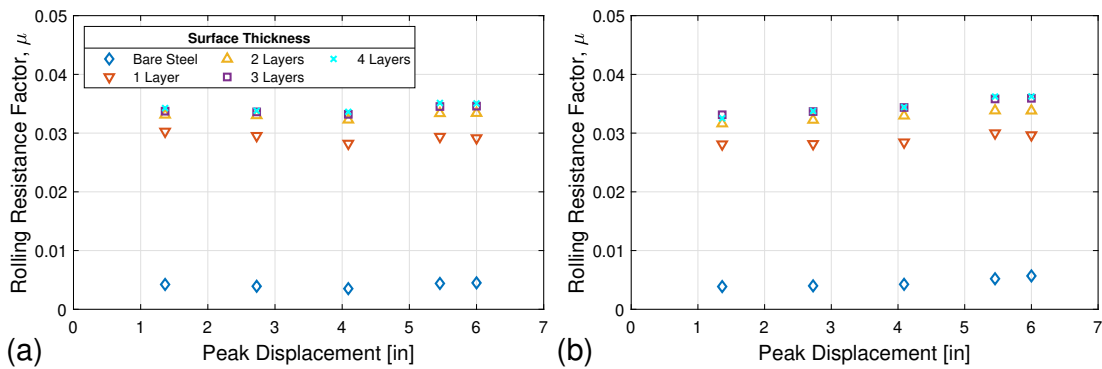 0.05
0.04
0.03
0.02
0.01
0
Rolling Resistance Factor, μ
Surface Thickness
Bare Steel
2 Layers
4 Layers
1 Layer
3 Layers
0 1 2 3 4 5 6 7
Peak Displacement [in]
(a)
0.05
0.04
0.03
0.02
0.01
0
Rolling Resistance Factor, μ
0 1 2 3 4 5 6 7
Peak Displacement [in]
(b)